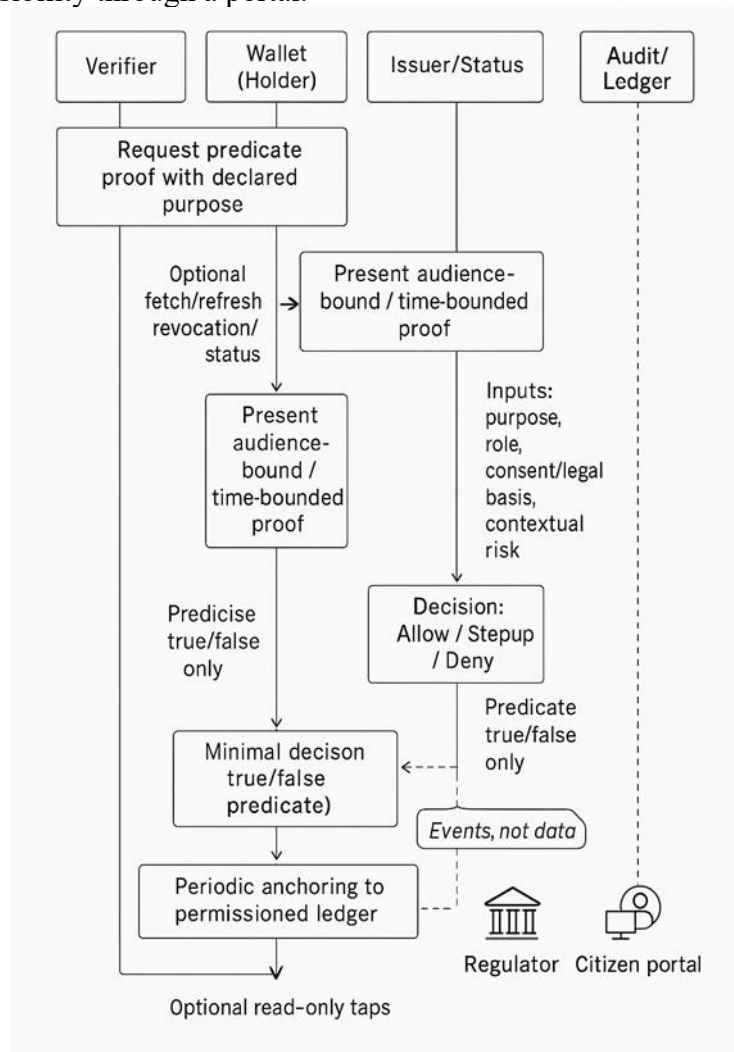 through a portal.
Verifier
Wallet
(Holder)
Issuer/Status
Audit/
Ledger
Request predicate
proof with declared
purpose
Optional
fetch/refresh
revocation/
status
Present audience-
bound / time-bounded
proof
Present
audience-
bound /
time-bounded
proof
Inputs:
purpose,
role,
consent/legal
basis,
contextual
risk
Predicise
true/false
only
Decision:
Allow / Stepup
/ Deny
Predicate
true/false
only
Minimal decison
true/false
predicate)
Events, not data
Periodic anchoring to
permissioned ledger
Regulator
Citizen portal
Optional read-only taps